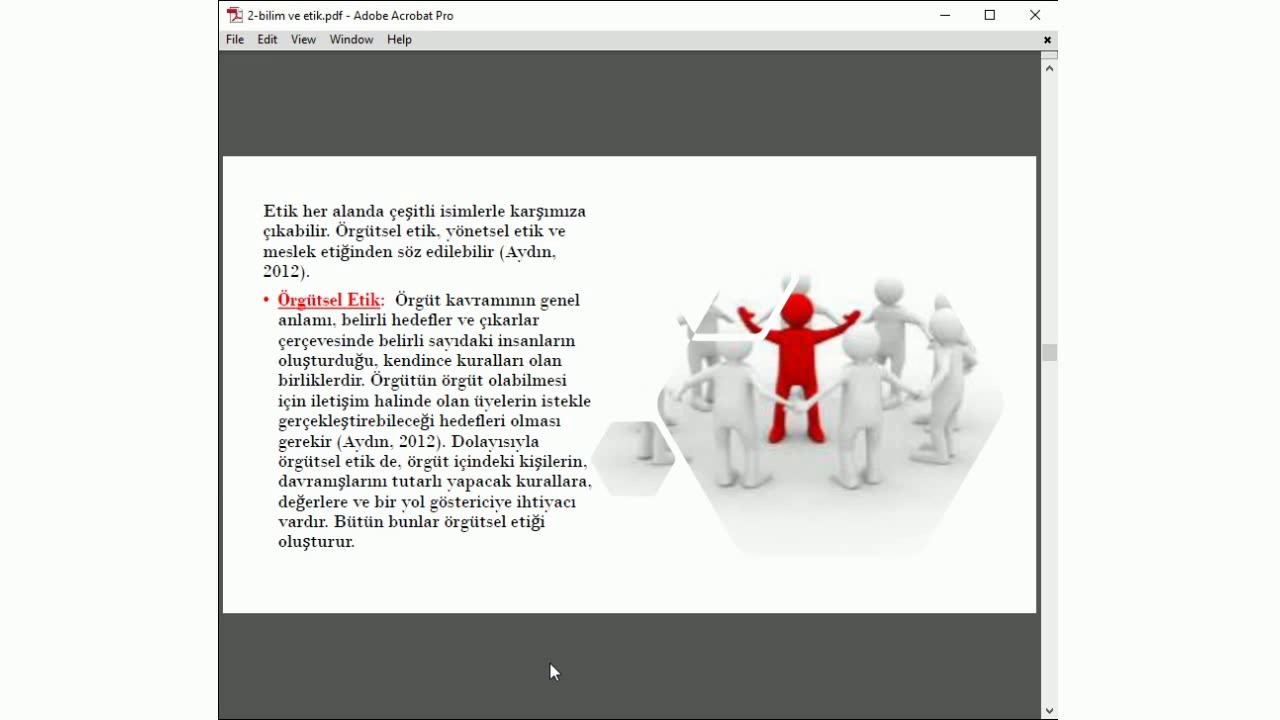 2-bilim ve etik.pdf - Adobe Acrobat Pro
File Edit View Window Help
Etik her alanda çeşitli isimlerle karşımıza
çıkabilir. Örgütsel etik, yönetsel etik ve
meslek etiğinden söz edilebilir (Aydın,
2012).
• Örgütsel Etik: Örgüt kavramının genel
anlamı, belirli hedefler ve çıkarlar
çerçevesinde belirli sayıdaki insanların
oluşturduğu, kendince kuralları olan
birliklerdir. Örgütün örgüt olabilmesi
için iletişim halinde olan üyelerin istekle
gerçekleştirebileceği hedefleri olması
gerekir (Aydın, 2012). Dolayısıyla
örgütsel etik de, örgüt içindeki kişilerin,
davranışlarını tutarlı yapacak kurallara,
değerlere ve bir yol göstericiye ihtiyacı
vardır. Bütün bunlar örgütsel etiği
oluşturur.